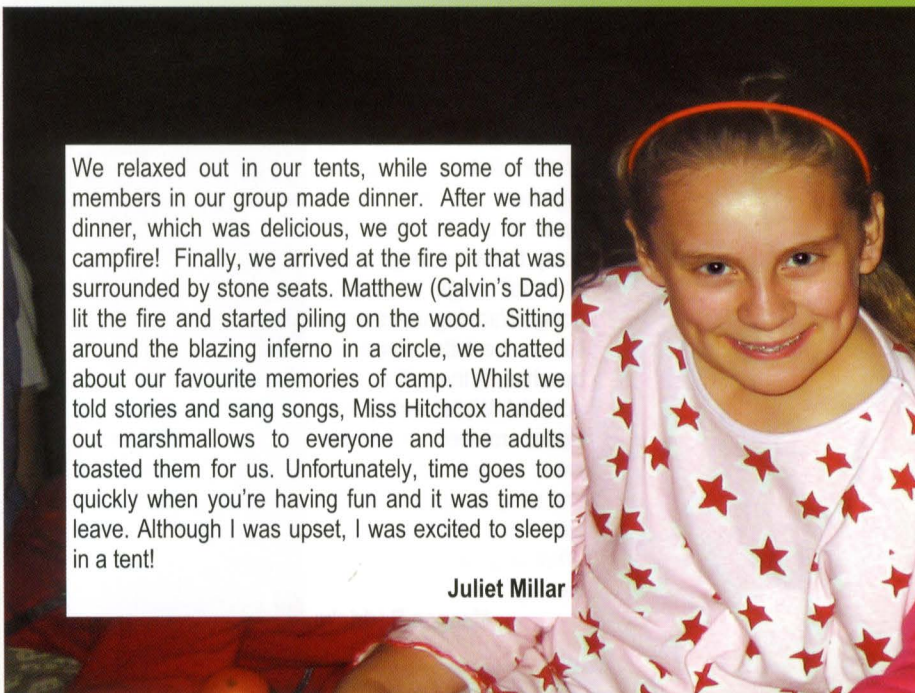 We relaxed out in our tents, while some of the
members in our group made dinner. After we had
dinner, which was delicious, we got ready for the
campfire! Finally, we arrived at the fire pit that was
surrounded by stone seats. Matthew (Calvin's Dad)
lit the fire and started piling on the wood. Sitting
around the blazing inferno in a circle, we chatted
about our favourite memories of camp. Whilst we
told stories and sang songs, Miss Hitchcox handed
out marshmallows to everyone and the adults
toasted them for us. Unfortunately, time goes too
quickly when you're having fun and it was time to
leave. Although I was upset, I was excited to sleep
in a tent!
Juliet Millar